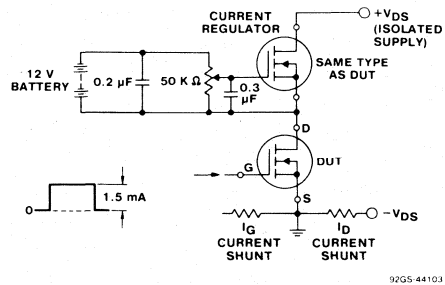 CURRENT
REGULATOR
+VDS
(ISOLATED
SUPPLY)
12 V
BATTERY
0.2 µF
50 KΩ
0.3
µF
SAME TYPE
AS DUT
D
DUT
G
S
0
1.5 mA
IG
CURRENT
SHUNT
ID
CURRENT
SHUNT
−VDS
92GS-44103